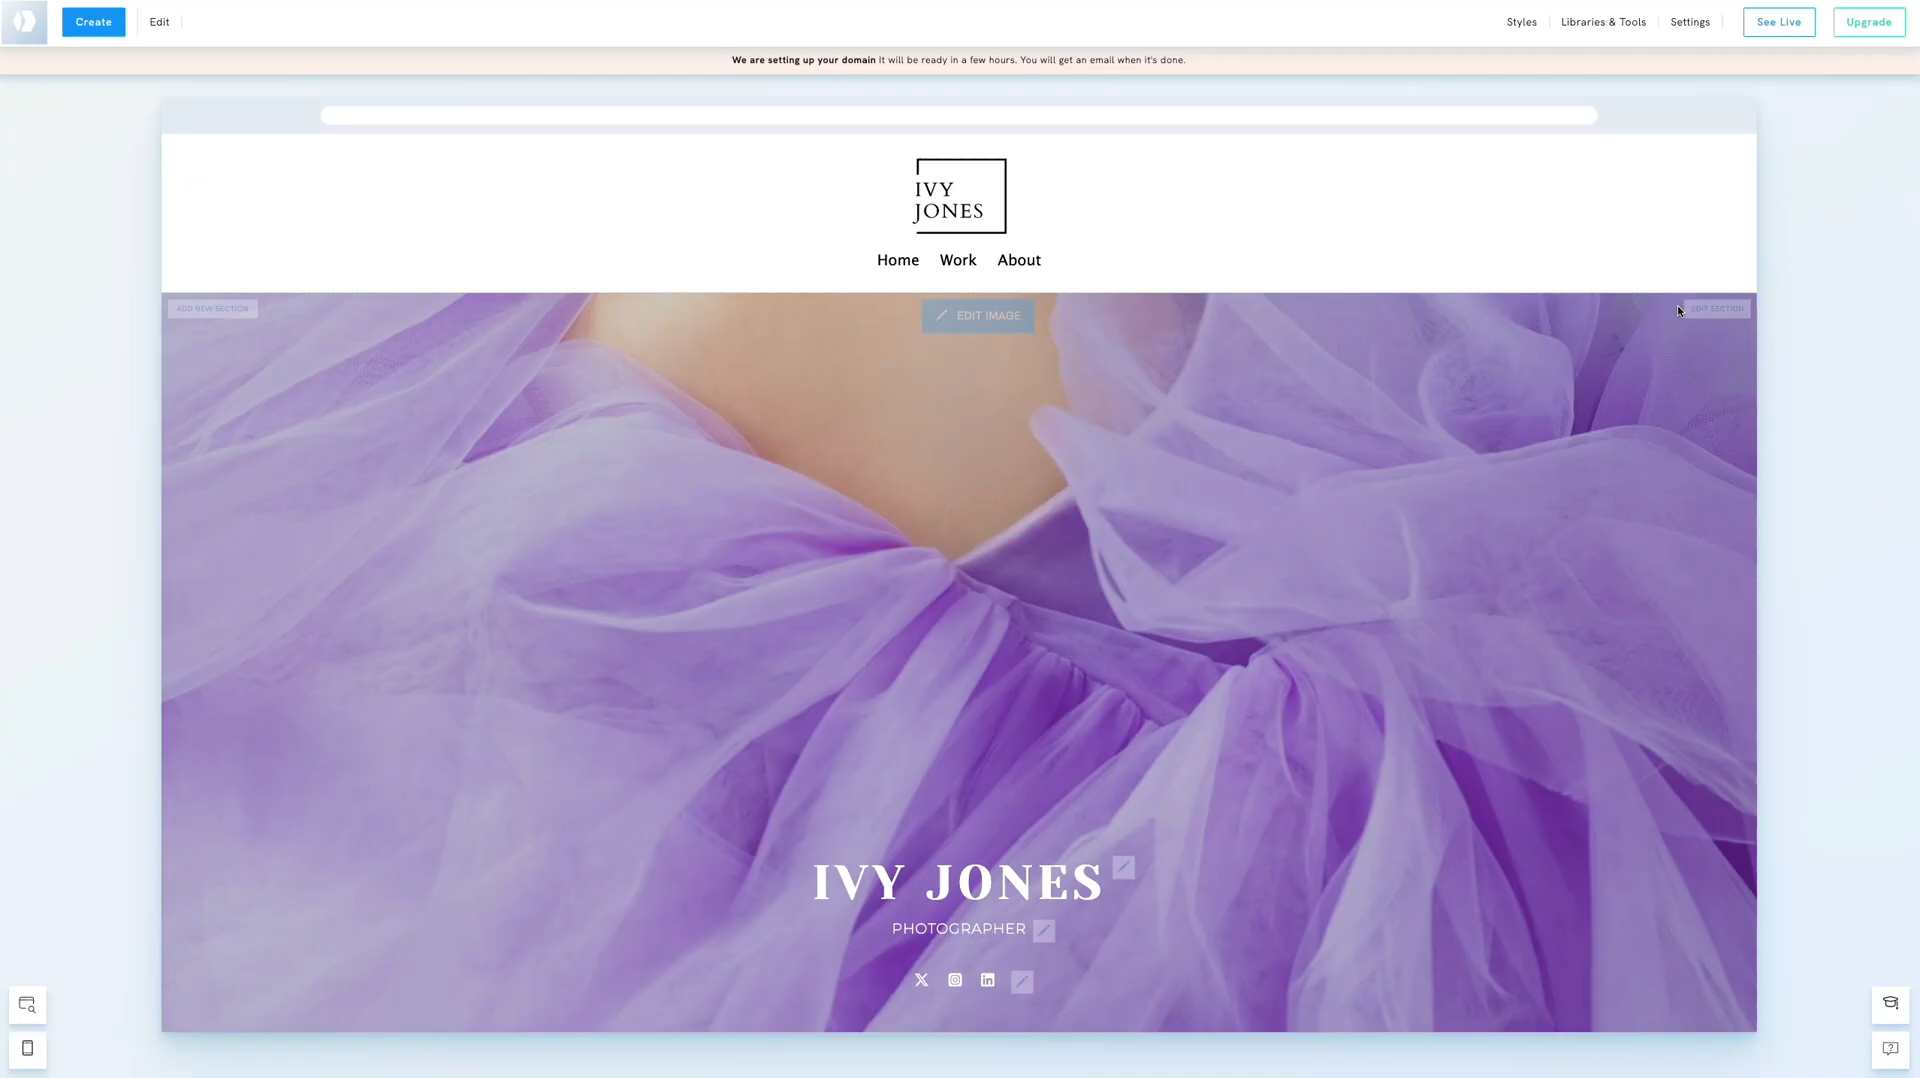 Create
Edit
Styles
Libraries & Tools
Settings
See Live
Upgrade
We are setting up your domain It will be ready in a few hours. You will get an email when it's done.
IVY
JONES
Home Work About
ADD NEW SECTION
EDIT IMAGE
EDIT SECTION
IVY JONES
PHOTOGRAPHER